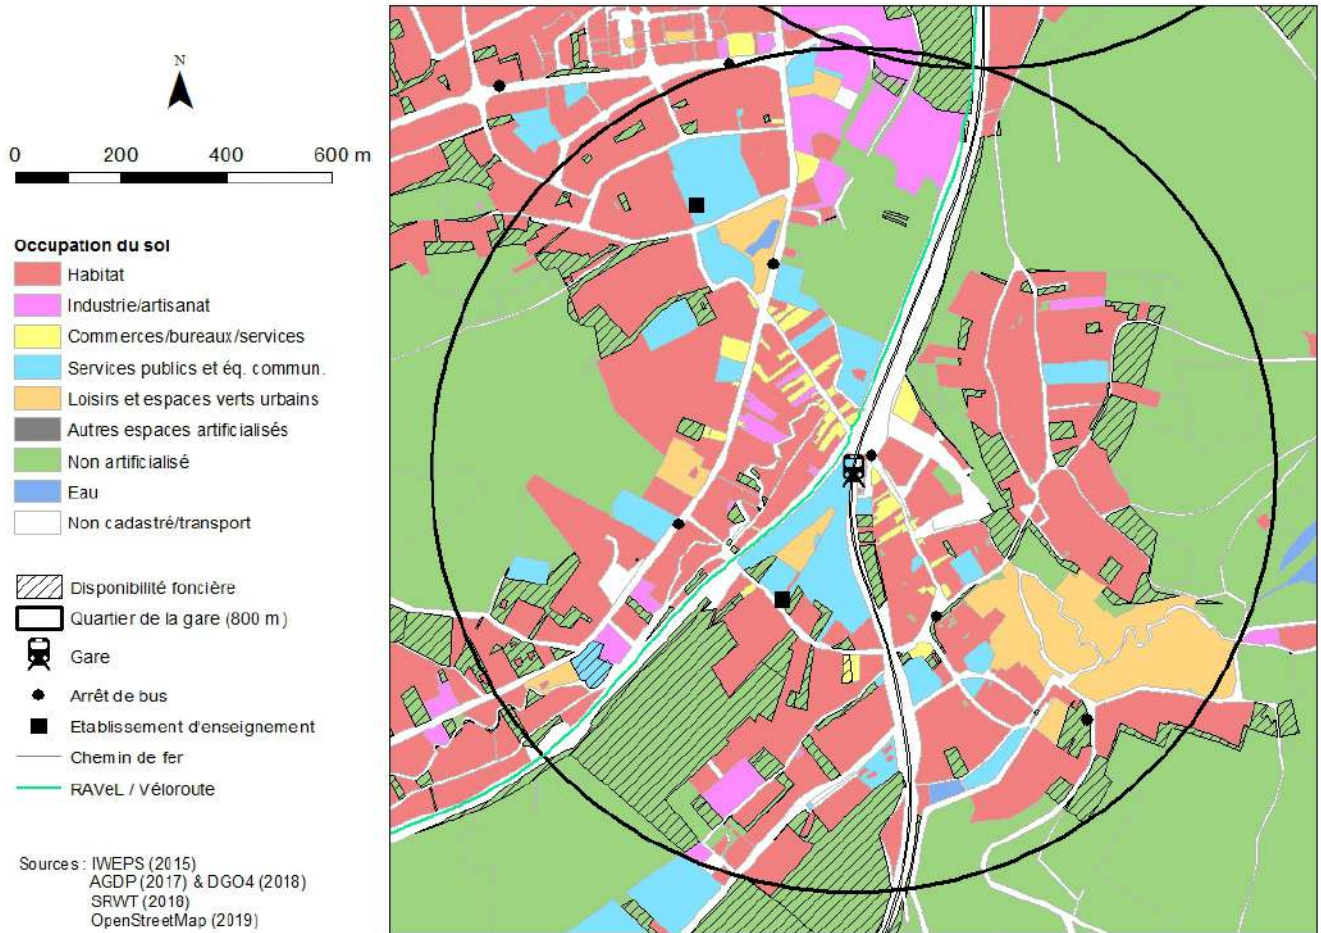 N
0 200 400 600 m
Occupation du sol
Habitat
Industrie/artisanat
Commerces/bureaux/services
Services publics et éq. commun.
Loisirs et espaces verts urbains
Autres espaces artificialisés
Non artificialisé
Eau
Non cadastré/transport
Disponibilité foncière
Quartier de la gare (800 m)
Gare
Arrêt de bus
Etablissement d'enseignement
Chemin de fer
RAVeL / Véloroute
Sources : IWEPS (2015)
AGDP (2017) & DGO4 (2018)
SRWT (2018)
OpenStreetMap (2019)